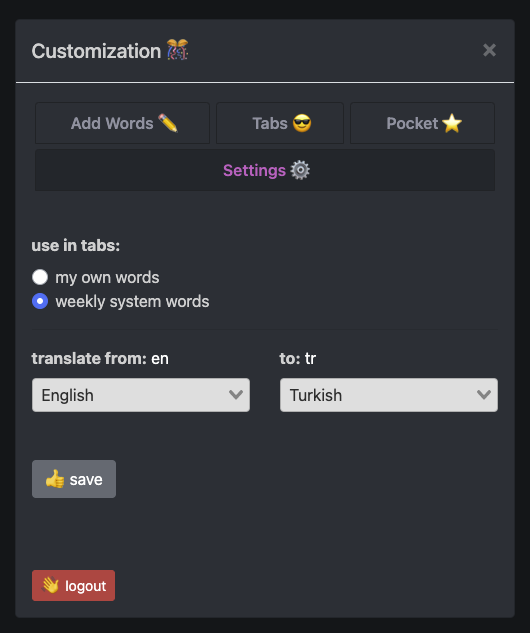 Customization 🎊 ×
Add Words ✏️ Tabs 😎 Pocket ⭐
Settings ⚙️
use in tabs:
my own words
weekly system words
translate from: en to: tr
English Turkish
👍 save
👋 logout